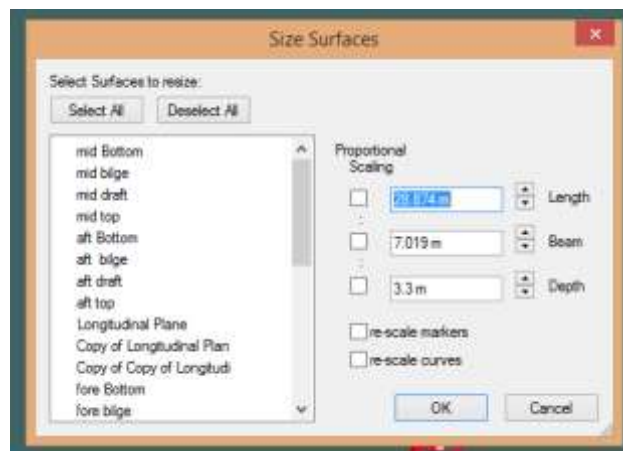 Size Surfaces
Select Surfaces to resize:
Select All
Deselect All
mid Bottom
mid bilge
mid draft
mid top
aft Bottom
aft bilge
aft draft
aft top
Longitudinal Plane
Copy of Longitudinal Plan
Copy of Copy of Longitudi
fore Bottom
fore bilge
Proportional
Scaling
28.874 m
Length
:
7.019 m
Beam
:
3.3 m
Depth
re-scale markers
re-scale curves
OK
Cancel